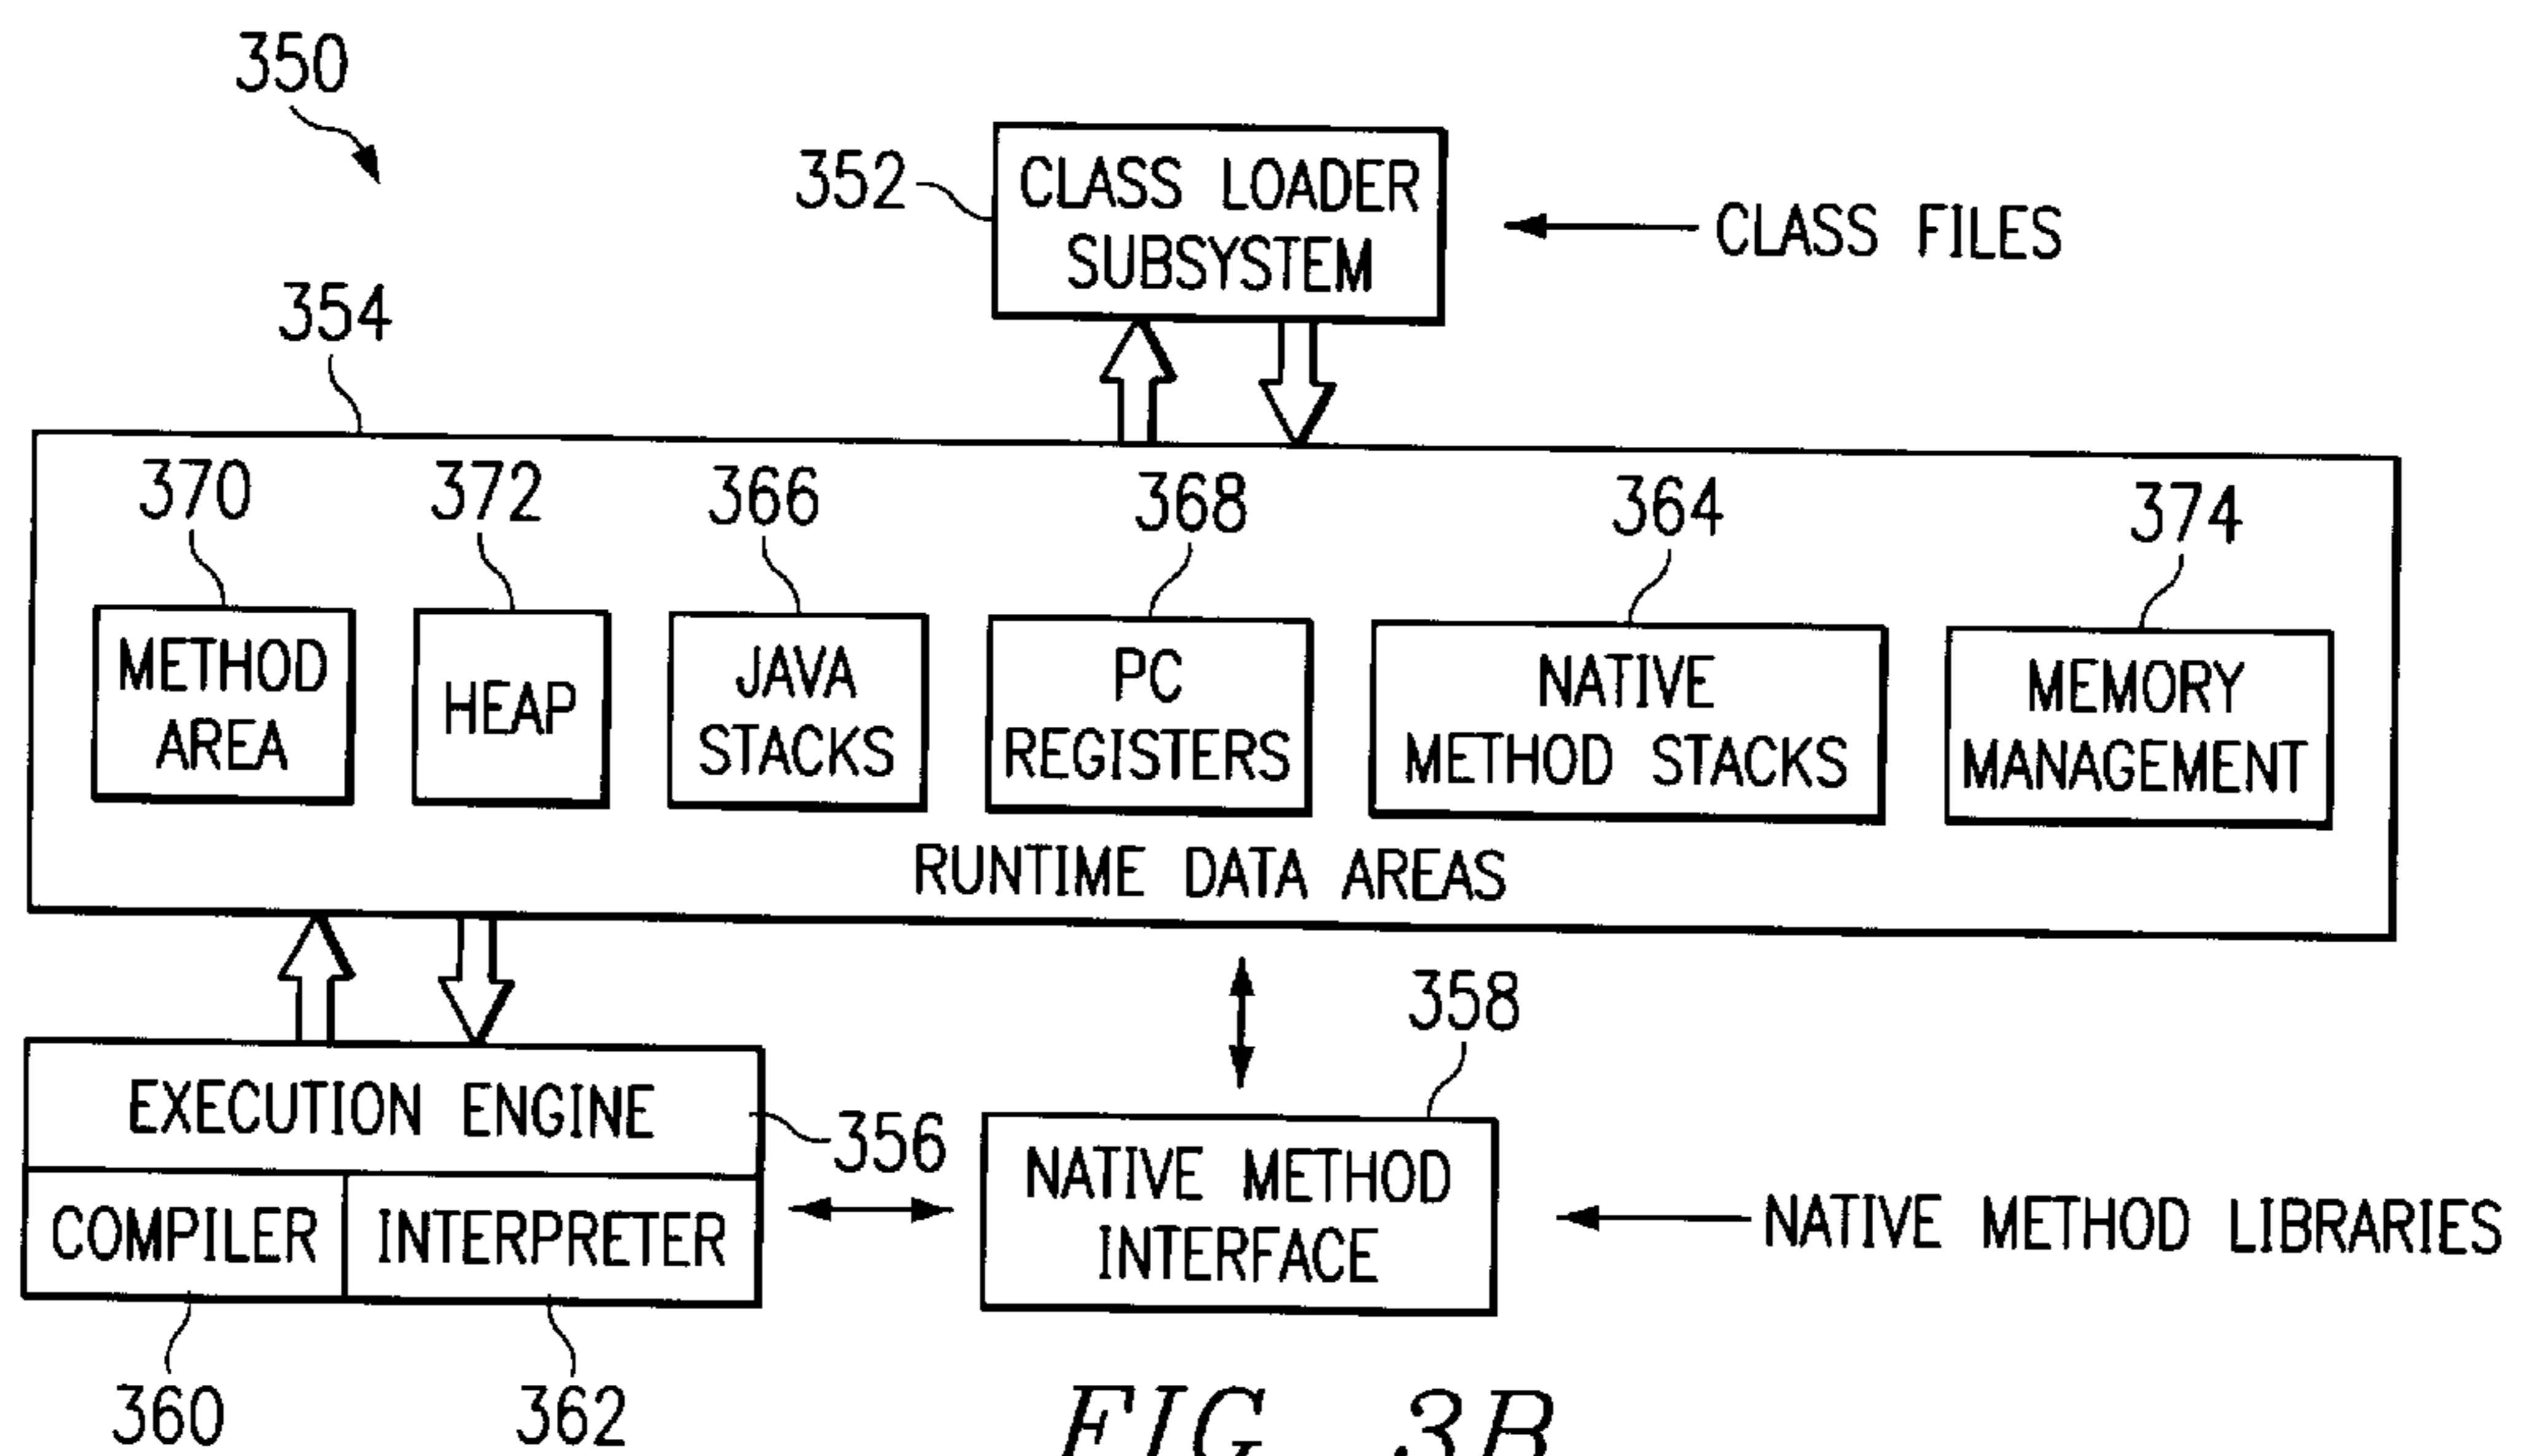 350
352
CLASS LOADER
SUBSYSTEM
CLASS FILES
354
370
372
366
368
364
374
METHOD
AREA
HEAP
JAVA
STACKS
PC
REGISTERS
NATIVE
METHOD STACKS
MEMORY
MANAGEMENT
RUNTIME DATA AREAS
358
EXECUTION ENGINE
356
COMPILER
INTERPRETER
NATIVE METHOD
INTERFACE
NATIVE METHOD LIBRARIES
360
362
FIG. 3B